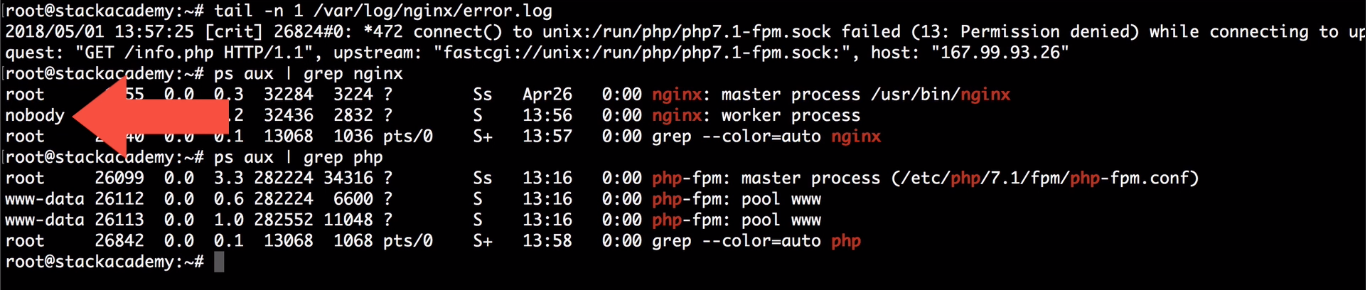 root@stackacademy:~# tail -n 1 /var/log/nginx/error.log
2018/05/01 13:57:25 [crit] 26824#0: *472 connect() to unix:/run/php/php7.1-fpm.sock failed (13: Permission denied) while connecting to up
quest: "GET /info.php HTTP/1.1", upstream: "fastcgi://unix:/run/php/php7.1-fpm.sock:", host: "167.99.93.26"
root@stackacademy:~# ps aux | grep nginx
root 0.0 0.3 32284 3224 ? Ss Apr26 0:00 nginx: master process /usr/bin/nginx
nobody 32436 2832 ? S 13:56 0:00 nginx: worker process
root 0.0 0.1 13068 1036 pts/0 S+ 13:57 0:00 grep --color=auto nginx
root@stackacademy:~# ps aux | grep php
root 26099 0.0 3.3 282224 34316 ? Ss 13:16 0:00 php-fpm: master process (/etc/php/7.1/fpm/php-fpm.conf)
www-data 26112 0.0 0.6 282224 6600 ? S 13:16 0:00 php-fpm: pool www
www-data 26113 0.0 1.0 282552 11048 ? S 13:16 0:00 php-fpm: pool www
root 26842 0.0 0.1 13068 1068 pts/0 S+ 13:58 0:00 grep --color=auto php
root@stackacademy:~#